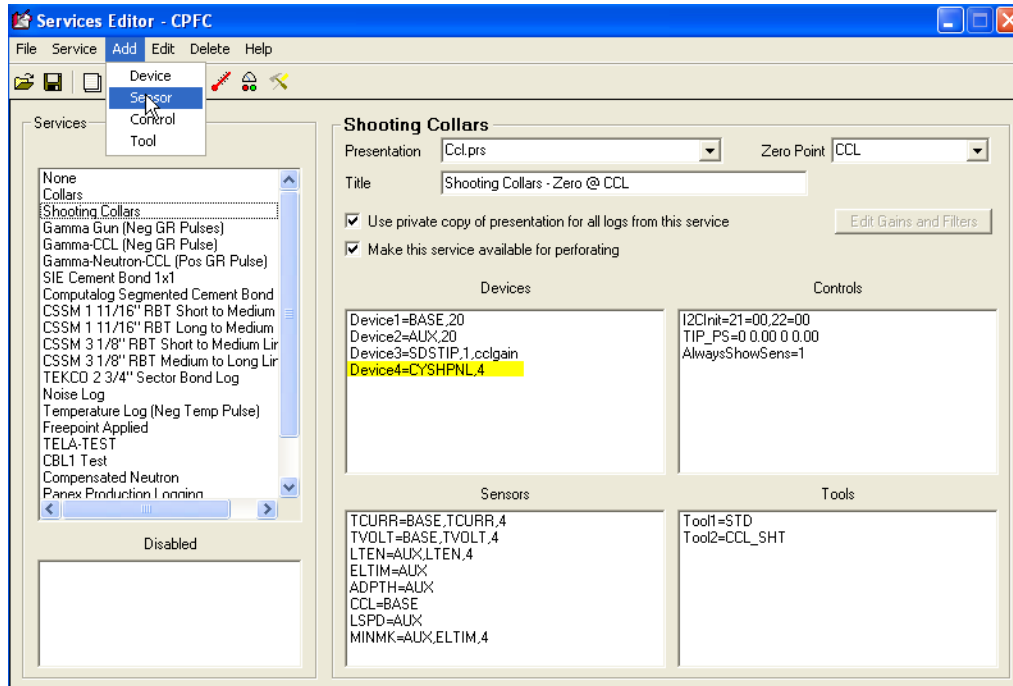 Services Editor - CPFC
File Service Add Edit Delete Help
Device
Sensor
Control
Tool
Services
None
Collars
Shooting Collars
Gamma Gun (Neg GR Pulses)
Gamma-CCL (Neg GR Pulse)
Gamma-Neutron-CCL (Pos GR Pulse)
SIE Cement Bond 1x1
Computalog Segmented Cement Bond
CSSM 1 11/16" RBT Short to Medium
CSSM 1 11/16" RBT Long to Medium
CSSM 3 1/8" RBT Short to Medium Lir
CSSM 3 1/8" RBT Medium to Long Lir
TEKCO 2 3/4" Sector Bond Log
Noise Log
Temperature Log (Neg Temp Pulse)
Freepoint Applied
TELA-TEST
CBL1 Test
Compensated Neutron
Panex Production Logging
Disabled
Shooting Collars
Presentation Ccl.prs Zero Point CCL
Title Shooting Collars - Zero @ CCL
Use private copy of presentation for all logs from this service
Edit Gains and Filters
Make this service available for perforating
Devices
Device1=BASE,20
Device2=AUX,20
Device3=SDSTIP,1,cclgain
Device4=CYSHPNL,4
Controls
I2CInit=21=00,22=00
TIP_PS=0 0.00 0 0.00
AlwaysShowSens=1
Sensors
TCURR=BASE,TCURR,4
TVOLT=BASE,TVOLT,4
LTEN=AUX,LTEN,4
ELTIM=AUX
ADPTH=AUX
CCL=BASE
LSPD=AUX
MINMK=AUX,ELTIM,4
Tools
Tool1=STD
Tool2=CCL_SHT